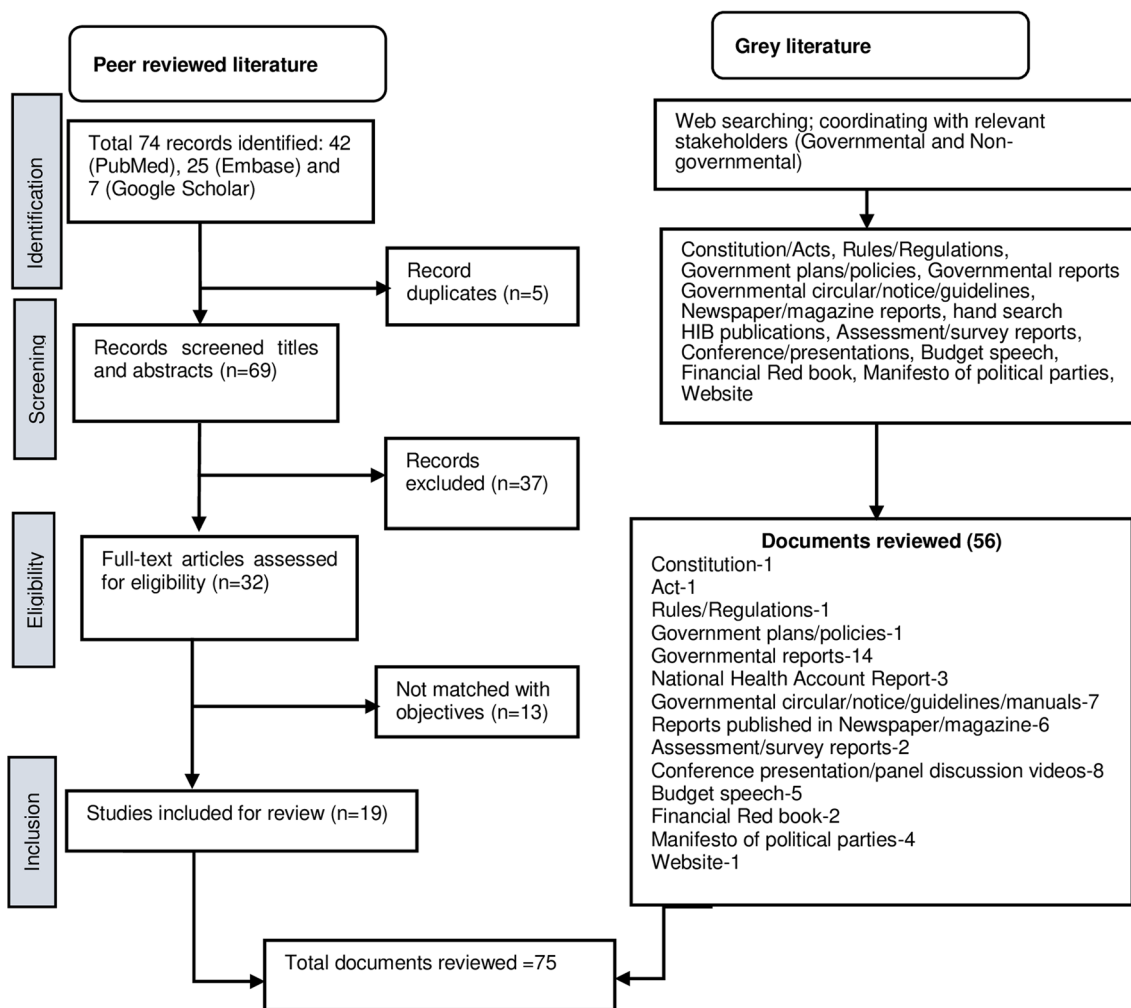 Peer reviewed literature
Identification
Total 74 records identified: 42
(PubMed), 25 (Embase) and
7 (Google Scholar)
Record
duplicates (n=5)
Screening
Records screened titles
and abstracts (n=69)
Records
excluded (n=37)
Eligibility
Full-text articles assessed
for eligibility (n=32)
Not matched with
objectives (n=13)
Inclusion
Studies included for review (n=19)
Grey literature
Web searching; coordinating with relevant
stakeholders (Governmental and Non-
governmental)
Constitution/Acts, Rules/Regulations,
Government plans/policies, Governmental reports
Governmental circular/notice/guidelines,
Newspaper/magazine reports, hand search
HIB publications, Assessment/survey reports,
Conference/presentations, Budget speech,
Financial Red book, Manifesto of political parties,
Website
Documents reviewed (56)
Constitution-1
Act-1
Rules/Regulations-1
Government plans/policies-1
Governmental reports-14
National Health Account Report-3
Governmental circular/notice/guidelines/manuals-7
Reports published in Newspaper/magazine-6
Assessment/survey reports-2
Conference presentation/panel discussion videos-8
Budget speech-5
Financial Red book-2
Manifesto of political parties-4
Website-1
Total documents reviewed =75